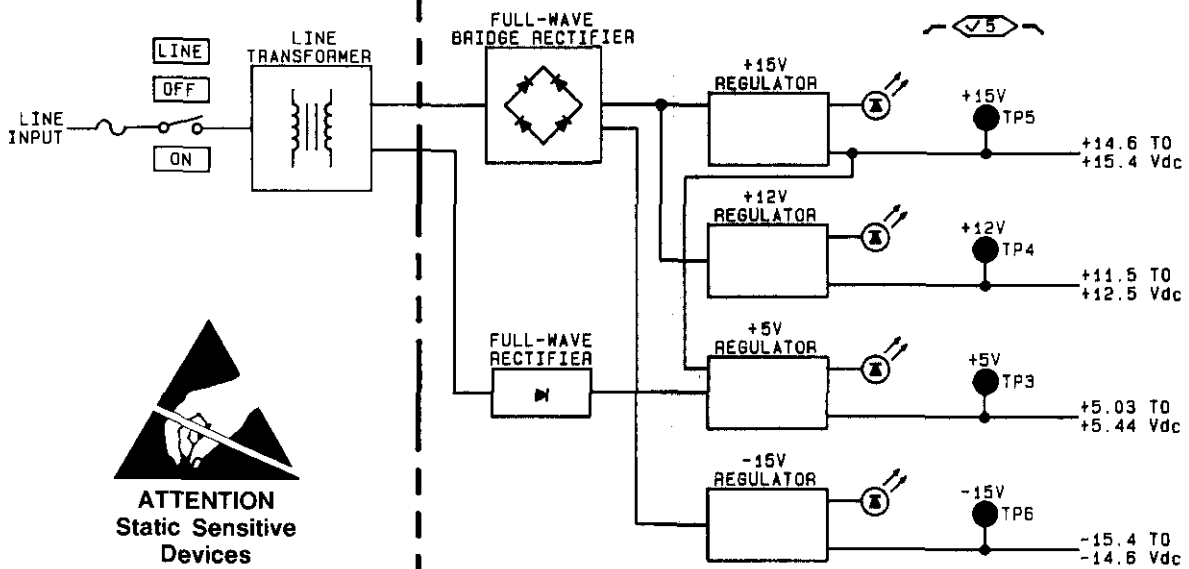 FULL-WAVE
BRIDGE RECTIFIER
√5
LINE
OFF
ON
LINE
TRANSFORMER
LINE
INPUT
+15V
REGULATOR
+15V
TP5
+14.6 TO
+15.4 Vdc
+12V
REGULATOR
+12V
TP4
+11.5 TO
+12.5 Vdc
FULL-WAVE
RECTIFIER
+5V
REGULATOR
+5V
TP3
+5.03 TO
+5.44 Vdc
-15V
REGULATOR
-15V
TP6
-15.4 TO
-14.6 Vdc
ATTENTION
Static Sensitive
Devices